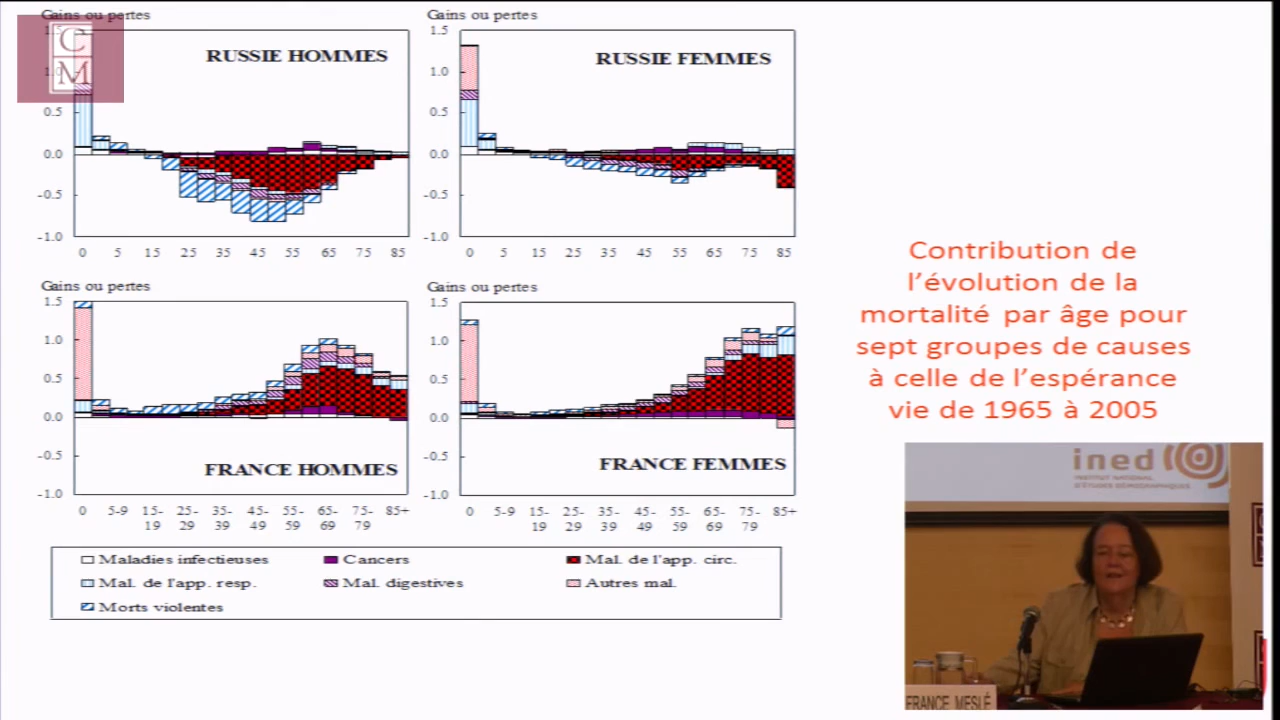 Gains ou pertes
Gains ou pertes
C
M
1.5
1.0
0.5
0.0
-0.5
-1.0
RUSSIE HOMMES
0 5 15 25 35 45 55 65 75 85
1.5
1.0
0.5
0.0
-0.5
-1.0
RUSSIE FEMMES
0 5 15 25 35 45 55 65 75 85
Gains ou pertes
Gains ou pertes
1.5
1.0
0.5
0.0
-0.5
-1.0
FRANCE HOMMES
0 5-9 15-19 25-29 35-39 45-49 55-59 65-69 75-79 85+
1.5
1.0
0.5
0.0
-0.5
-1.0
FRANCE FEMMES
0 5-9 15-19 25-29 35-39 45-49 55-59 65-69 75-79 85+
Maladies infectieuses Cancers Mal. de l'app. circ.
Mal. de l'app. resp. Mal. digestives Autres mal.
Morts violentes
Contribution de
l’évolution de la
mortalité par âge pour
sept groupes de causes
à celle de l’espérance
vie de 1965 à 2005
ined
INSTITUT NATIONAL
D'ÉTUDES DÉMOGRAPHIQUES
FRANCE MESLÉ